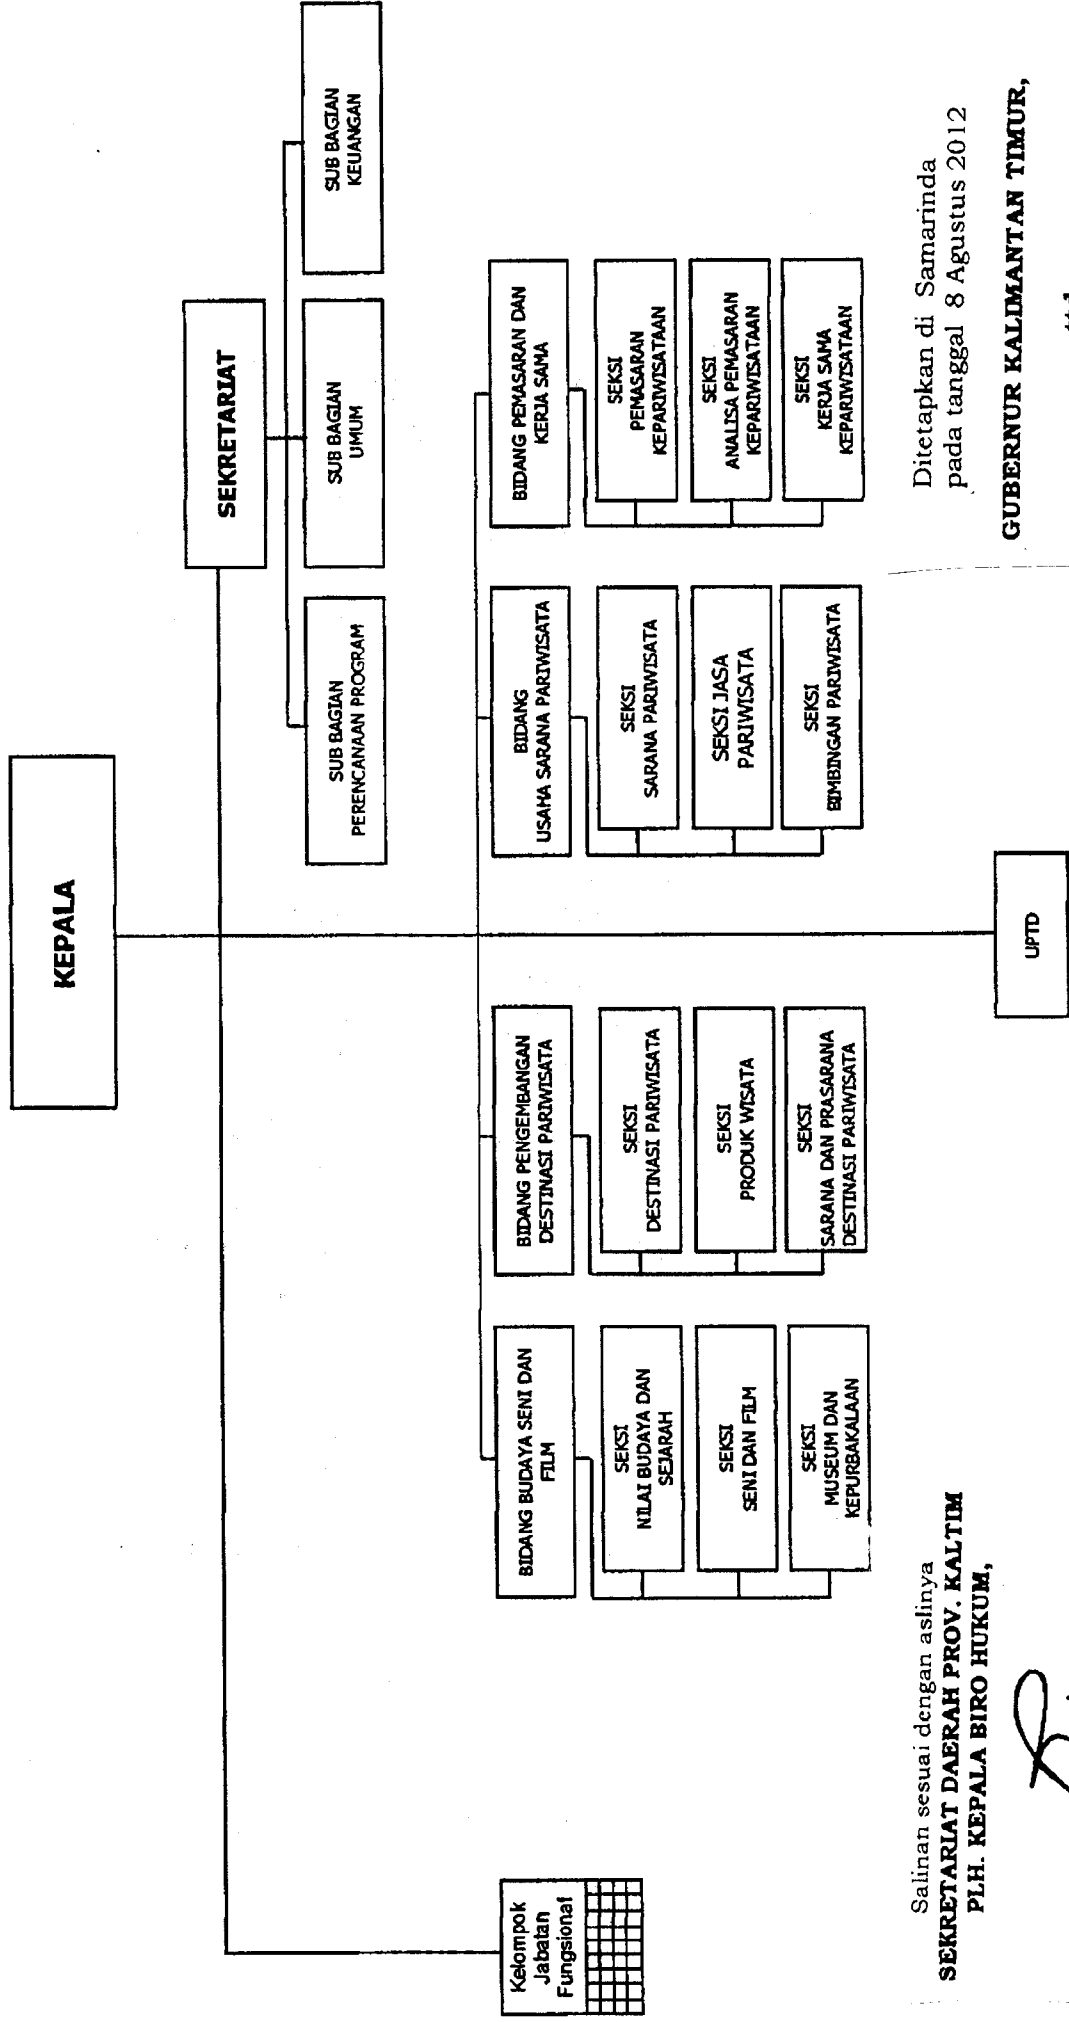 KEPALA
SEKRETARIAT
SUB BAGIAN
PERENCANAAN PROGRAM
SUB BAGIAN
UMUM
SUB BAGIAN
KEUANGAN
Kelompok
Jabatan
Fungsional
BIDANG BUDAYA SENI DAN
FILM
SEKSI
NILAI BUDAYA DAN
SEJARAH
SEKSI
SENI DAN FILM
SEKSI
MUSEUM DAN
KEPURBAKALAAN
BIDANG PENGEMBANGAN
DESTINASI PARIWISATA
SEKSI
DESTINASI PARIWISATA
SEKSI
PRODUK WISATA
SEKSI
SARANA DAN PRASARANA
DESTINASI PARIWISATA
BIDANG
USAHA SARANA PARIWISATA
SEKSI
SARANA PARIWISATA
SEKSI JASA
PARIWISATA
SEKSI
BIMBINGAN PARIWISATA
BIDANG PEMASARAN DAN
KERJA SAMA
SEKSI
PEMASARAN
KEPARIWISATAAN
SEKSI
ANALISA PEMASARAN
KEPARIWISATAAN
SEKSI
KERJA SAMA
KEPARIWISATAAN
UPTD
Salinan sesuai dengan aslinya
SEKRETARIAT DAERAH PROV. KALTIM
PLH. KEPALA BIRO HUKUM,
Ditetapkan di Samarinda
pada tanggal 8 Agustus 2012
GUBERNUR KALIMANTAN TIMUR,